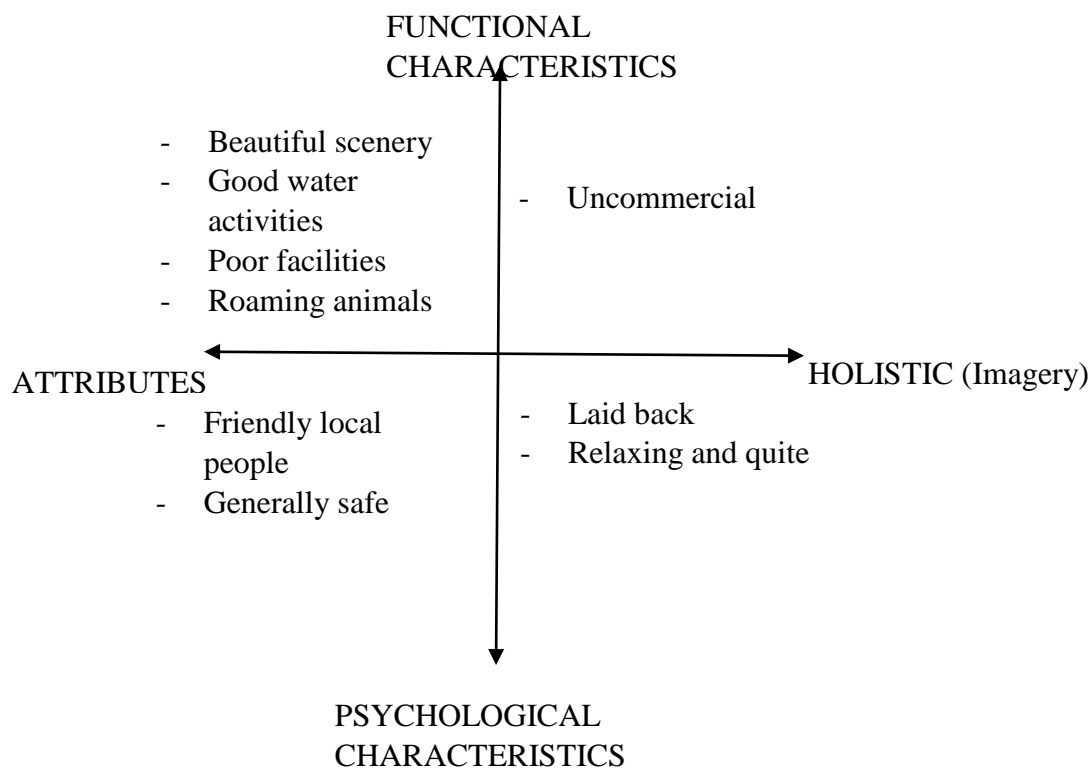 FUNCTIONAL
CHARACTERISTICS
- Beautiful scenery
- Good water
activities
- Poor facilities
- Roaming animals
- Uncommercial
ATTRIBUTES
HOLISTIC (Imagery)
- Friendly local
people
- Generally safe
- Laid back
- Relaxing and quite
PSYCHOLOGICAL
CHARACTERISTICS